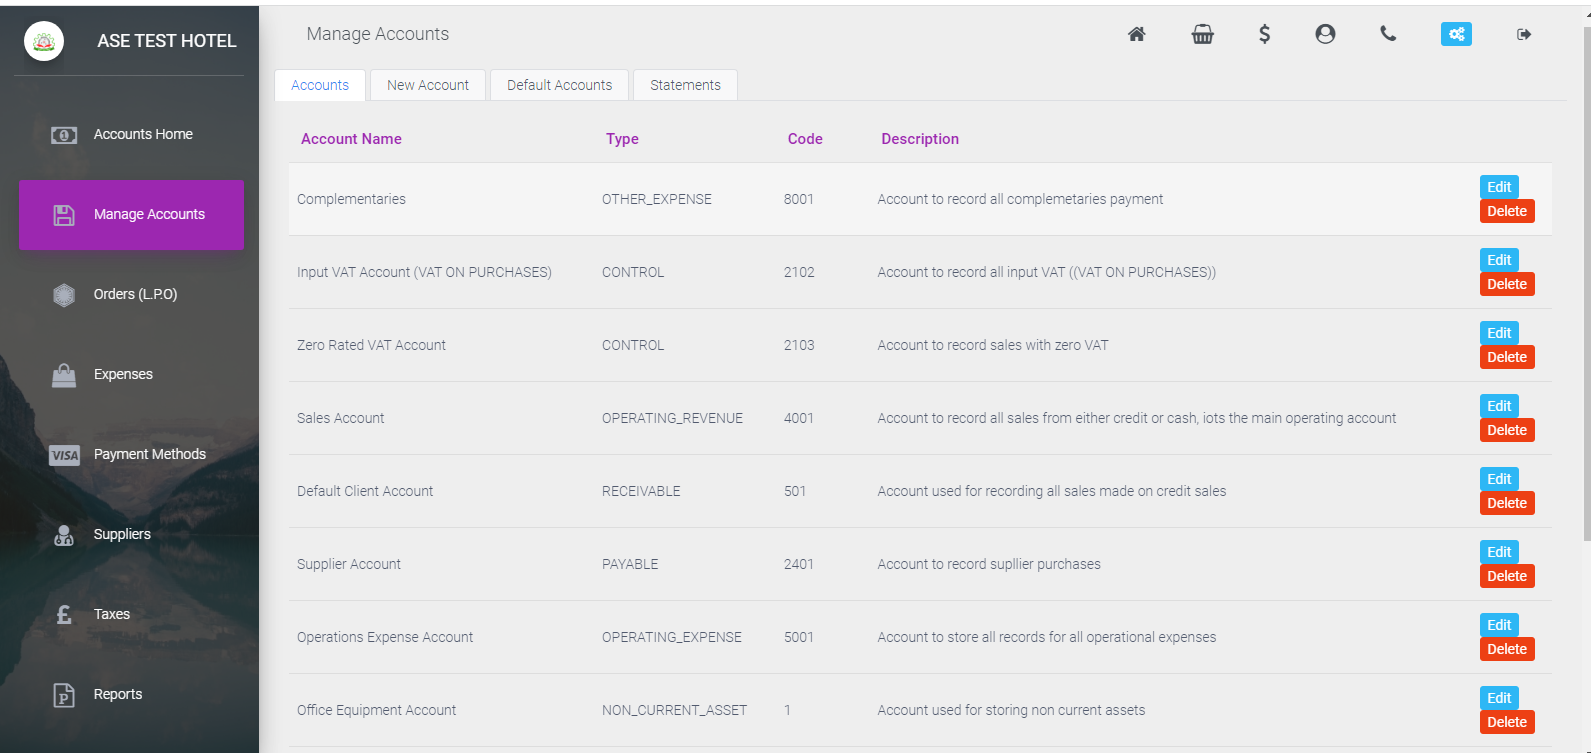 ASE TEST HOTEL
Accounts Home
Manage Accounts
Orders (L.P.O)
Expenses
VISA Payment Methods
Suppliers
£ Taxes
P Reports
Manage Accounts
$
Accounts New Account Default Accounts Statements
Account Name Type Code Description
Complementaries OTHER_EXPENSE 8001 Account to record all complemetaries payment Edit
Delete
Input VAT Account (VAT ON PURCHASES) CONTROL 2102 Account to record all input VAT ((VAT ON PURCHASES)) Edit
Delete
Zero Rated VAT Account CONTROL 2103 Account to record sales with zero VAT Edit
Delete
Sales Account OPERATING_REVENUE 4001 Account to record all sales from either credit or cash, iots the main operating account Edit
Delete
Default Client Account RECEIVABLE 501 Account used for recording all sales made on credit sales Edit
Delete
Supplier Account PAYABLE 2401 Account to record supllier purchases Edit
Delete
Operations Expense Account OPERATING_EXPENSE 5001 Account to store all records for all operational expenses Edit
Delete
Office Equipment Account NON_CURRENT_ASSET 1 Account used for storing non current assets Edit
Delete